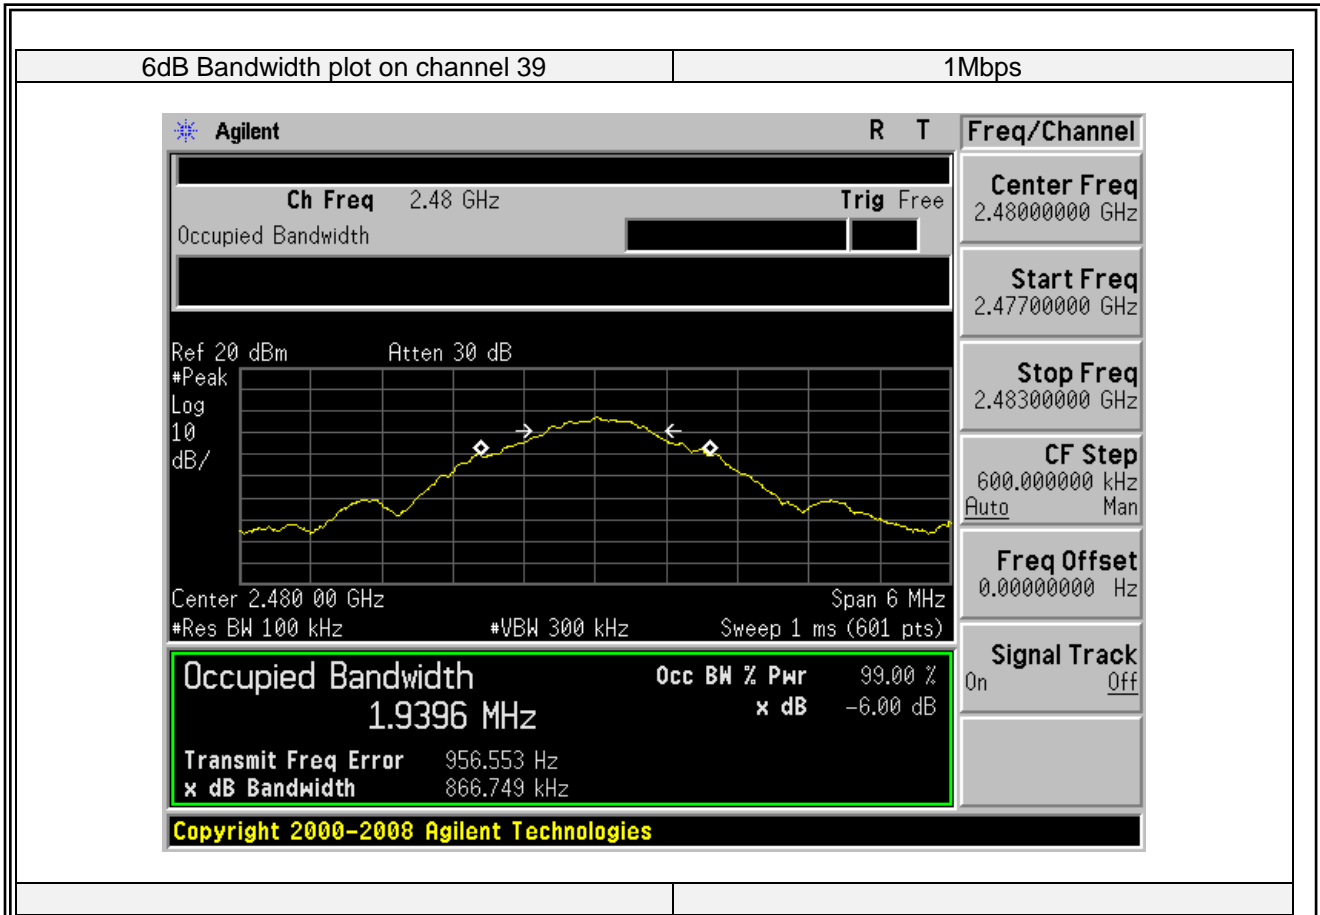 6dB Bandwidth plot on channel 39 1Mbps
Agilent R T Freq/Channel
Ch Freq 2.48 GHz Trig Free
Occupied Bandwidth
Center Freq
2.48000000 GHz
Start Freq
2.47700000 GHz
Stop Freq
2.48300000 GHz
CF Step
600.000000 kHz
Auto Man
Freq Offset
0.00000000 Hz
Signal Track
On Off
Ref 20 dBm Atten 30 dB
#Peak
Log
10
dB/
Center 2.480 00 GHz Span 6 MHz
#Res BW 100 kHz #VBW 300 kHz Sweep 1 ms (601 pts)
Occupied Bandwidth Occ BW % Pwr 99.00 %
1.9396 MHz x dB -6.00 dB
Transmit Freq Error 956.553 Hz
x dB Bandwidth 866.749 kHz
Copyright 2000-2008 Agilent Technologies